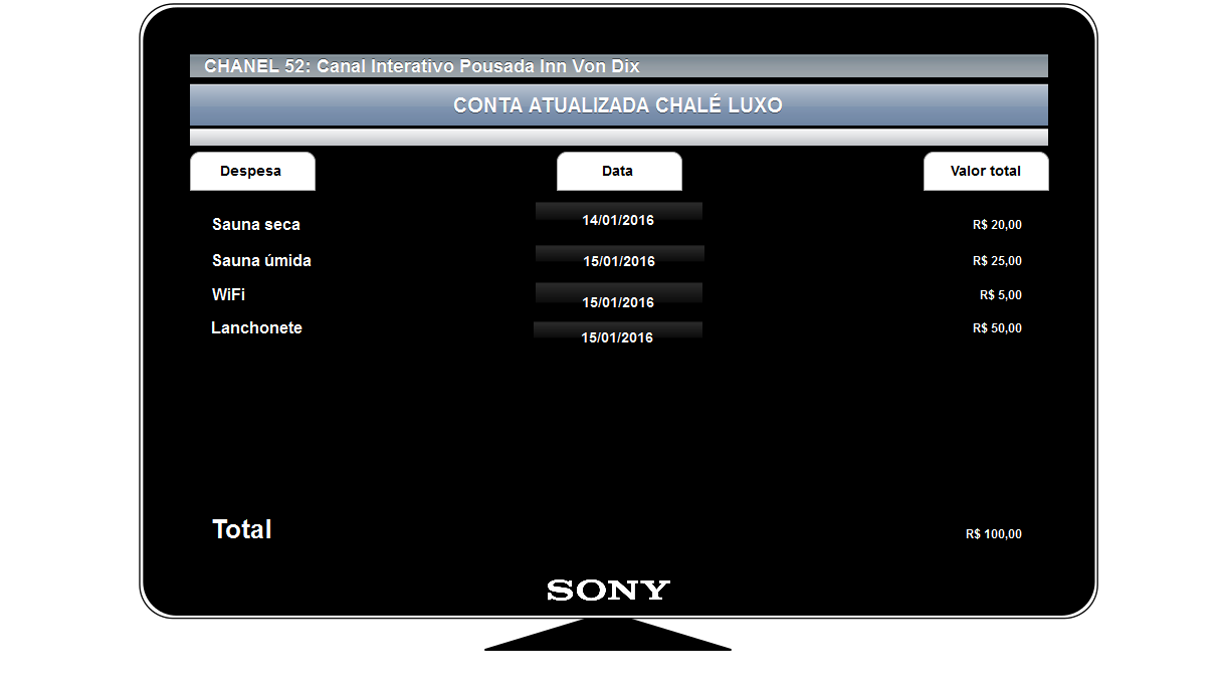 CHANEL 52: Canal Interativo Pousada Inn Von Dix
CONTA ATUALIZADA CHALÉ LUXO
Despesa Data Valor total
Sauna seca 14/01/2016 R$ 20,00
Sauna úmida 15/01/2016 R$ 25,00
WiFi 15/01/2016 R$ 5,00
Lanchonete 15/01/2016 R$ 50,00
Total R$ 100,00
SONY